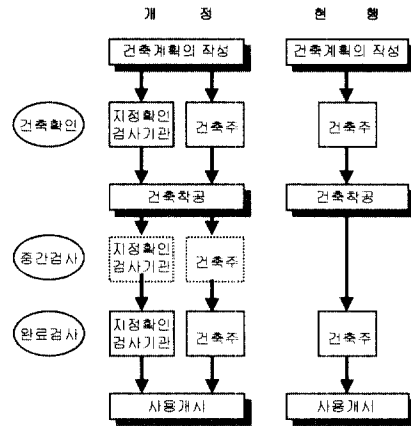 개 정 현 행
건축계획의 작성 건축계획의 작성
건축확인 지정확인 건축주 건축주
검사기관
건축착공 건축착공
중간검사 지정확인 건축주
검사기관
완료검사 지정확인 건축주 건축주
검사기관
사용개시 사용개시